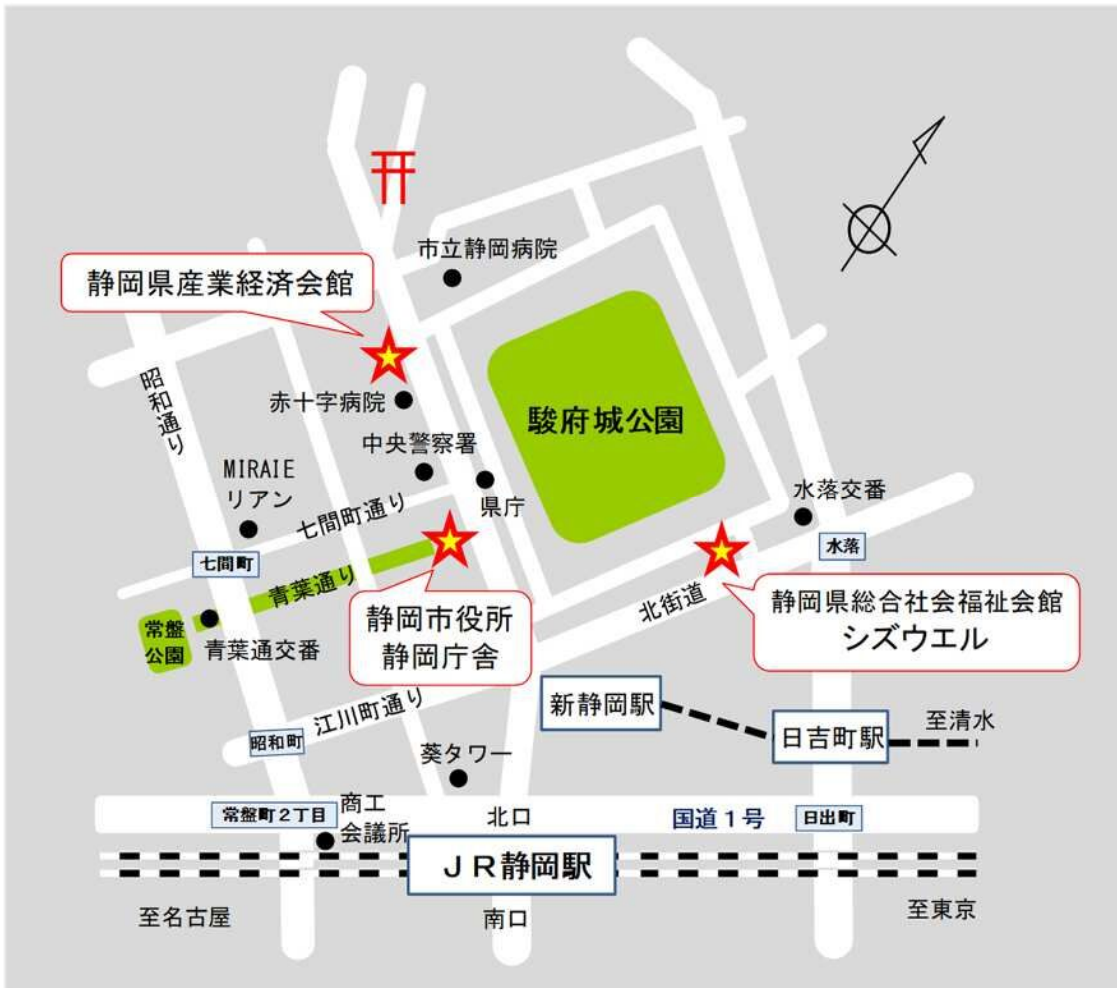 市立静岡病院
静岡県産業経済会館
昭和通り
赤十字病院
駿府城公園
中央警察署
MIRAIE
リアン
県庁
七間町通り
水落交番
水落
七間町
青葉通り
北街道
静岡県総合社会福祉会館
シズウエル
静岡市役所
静岡庁舎
常盤
公園
青葉通交番
江川町通り
新静岡駅
日吉町駅
至清水
昭和町
葵タワー
常盤町2丁目
商工
会議所
北口
国道1号
日出町
JR静岡駅
至名古屋
南口
至東京